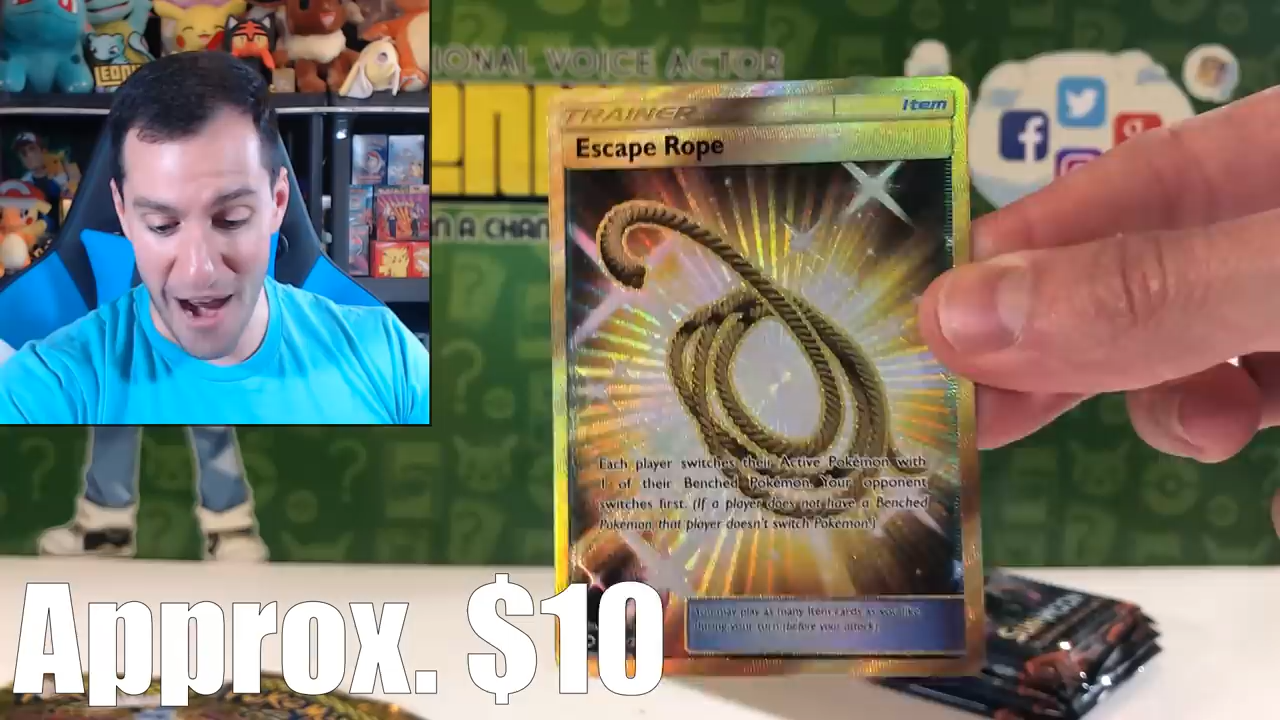 IONAL VOICE ACTOR
TRAINER
Item
Escape Rope
N A CHAN
Each player switches their Active Pokémon with
1 of their Benched Pokémon. Your opponent
switches first. (If a player does not have a Benched
Pokémon, that player doesn't switch Pokémon.)
You may play as many Item cards as you like
during your turn (before your attack).
Approx. $10